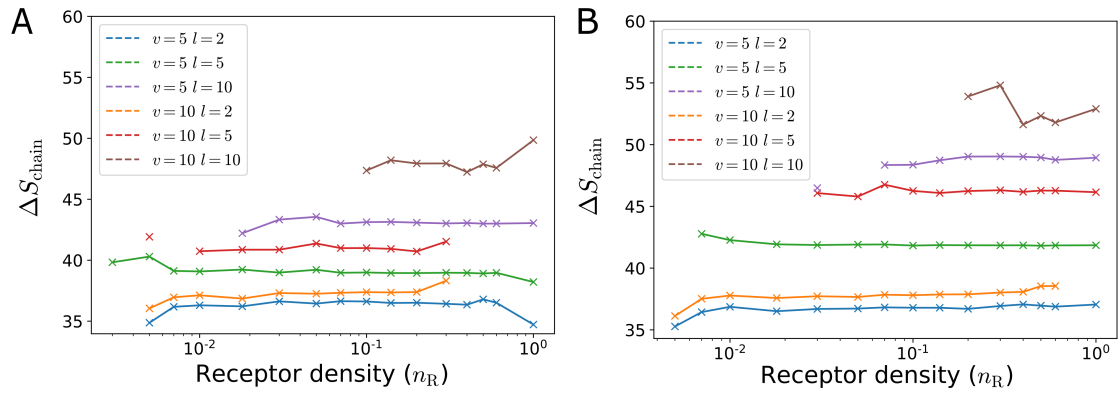 A
60
55
50
45
40
35
ΔS_chain
v = 5 l = 2
v = 5 l = 5
v = 5 l = 10
v = 10 l = 2
v = 10 l = 5
v = 10 l = 10
10^-2
10^-1
10^0
Receptor density (n_R)
B
60
55
50
45
40
35
ΔS_chain
v = 5 l = 2
v = 5 l = 5
v = 5 l = 10
v = 10 l = 2
v = 10 l = 5
v = 10 l = 10
10^-2
10^-1
10^0
Receptor density (n_R)